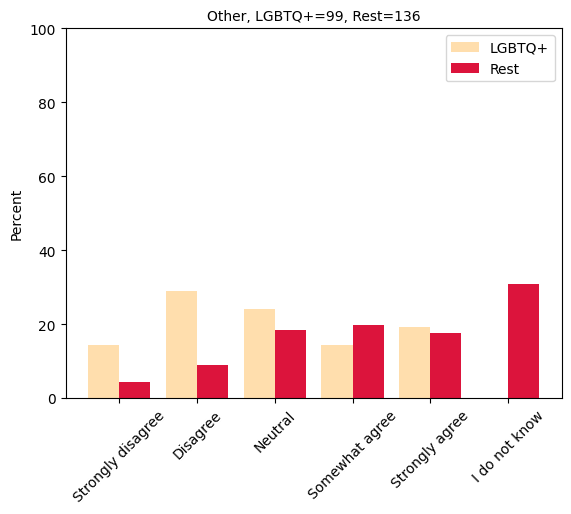 Other, LGBTQ+=99, Rest=136
100
80
60
40
20
0
Percent
LGBTQ+
Rest
Strongly disagree
Disagree
Neutral
Somewhat agree
Strongly agree
I do not know